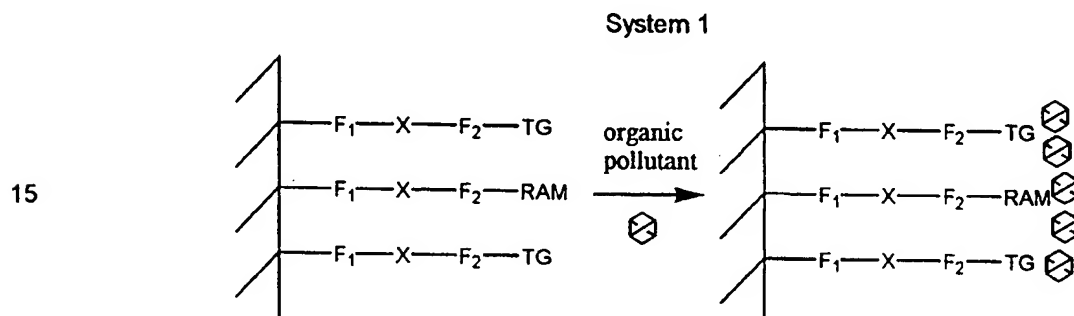 System 1
F₁—X—F₂—TG F₁—X—F₂—TG
organic
pollutant
15 F₁—X—F₂—RAM F₁—X—F₂—RAM
F₁—X—F₂—TG F₁—X—F₂—TG